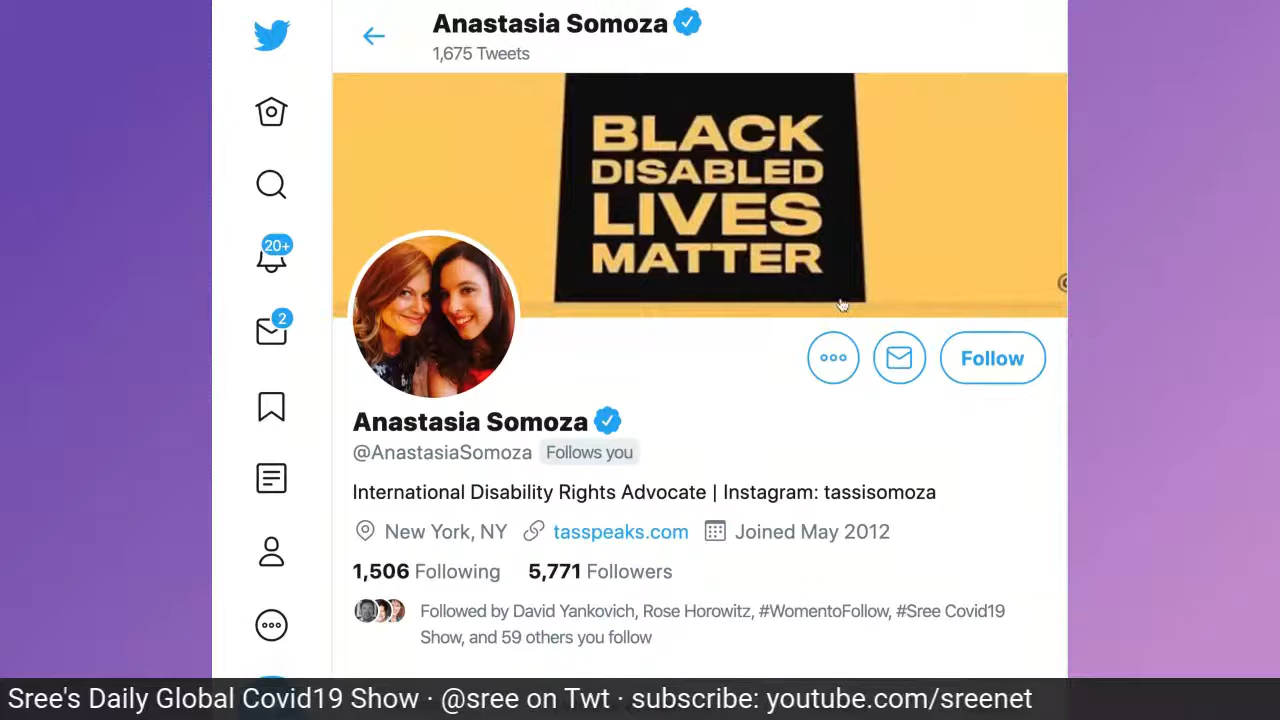 Anastasia Somoza
1,675 Tweets
BLACK
DISABLED
LIVES
MATTER
20+
2
Follow
Anastasia Somoza
@AnastasiaSomoza Follows you
International Disability Rights Advocate | Instagram: tassisomoza
New York, NY tasspeaks.com Joined May 2012
1,506 Following 5,771 Followers
Followed by David Yankovich, Rose Horowitz, #WomentoFollow, #Sree Covid19
Show, and 59 others you follow
Sree's Daily Global Covid19 Show · @sree on Twt · subscribe: youtube.com/sreenet